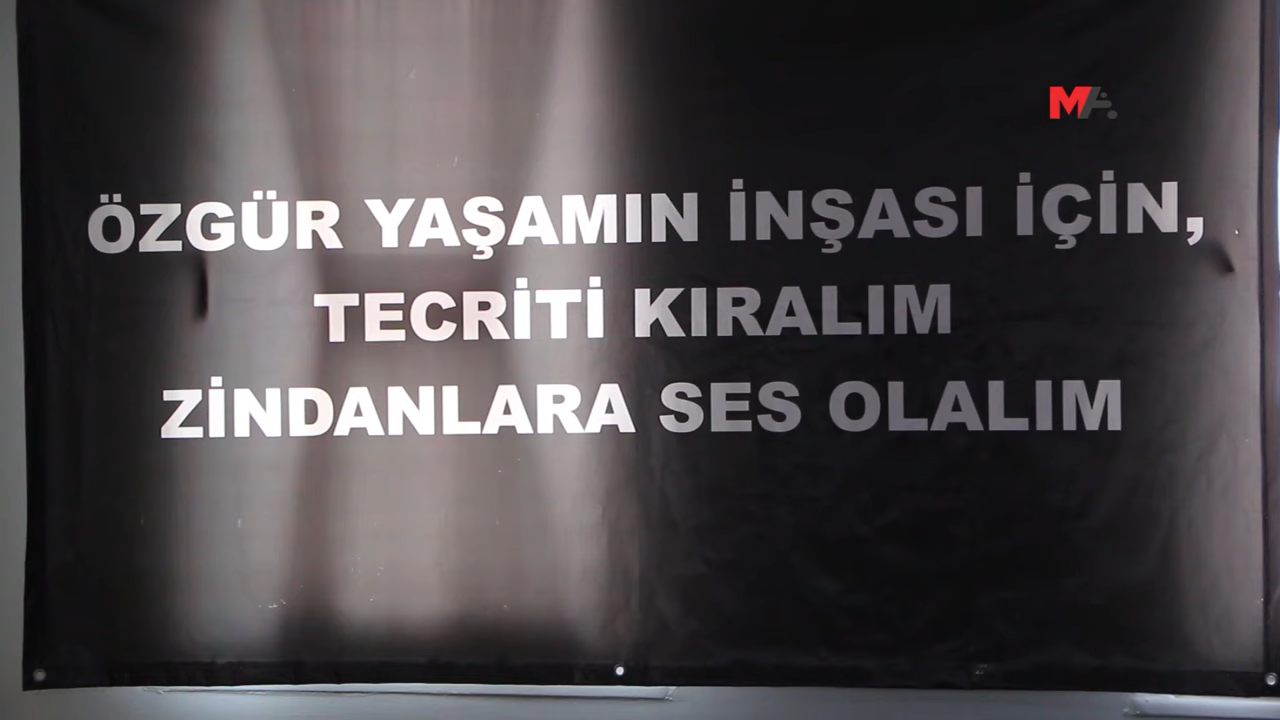 MA
ÖZGÜR YAŞAMIN İNŞASI İÇİN,
TECRİTİ KIRALIM
ZİNDANLARA SES OLALIM